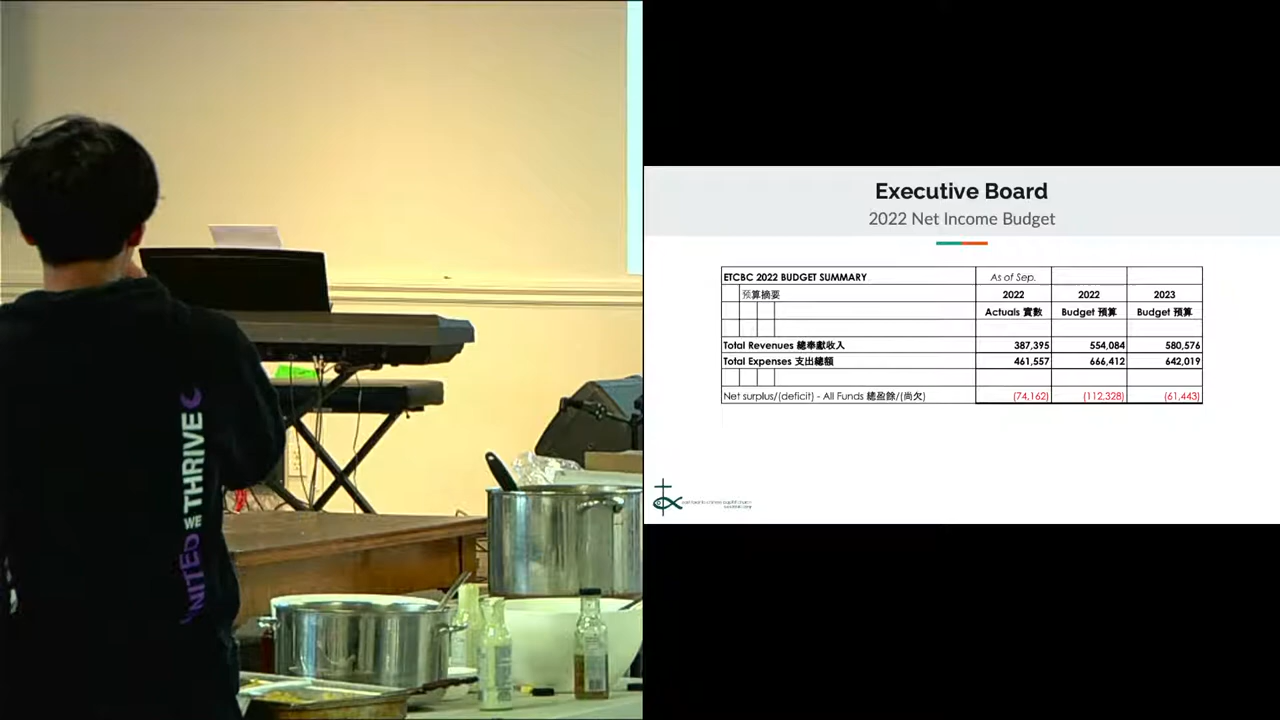 UNITED WE THRIVE
Executive Board
2022 Net Income Budget
ETCBC 2022 BUDGET SUMMARY As of Sep.
預算摘要 2022 2022 2023
Actuals 實數 Budget 預算 Budget 預算
Total Revenues 總奉獻收入 387,395 554,084 580,576
Total Expenses 支出總額 461,557 666,412 642,019
Net surplus/(deficit) - All Funds 總盈餘/(尚欠) (74,162) (112,328) (61,443)